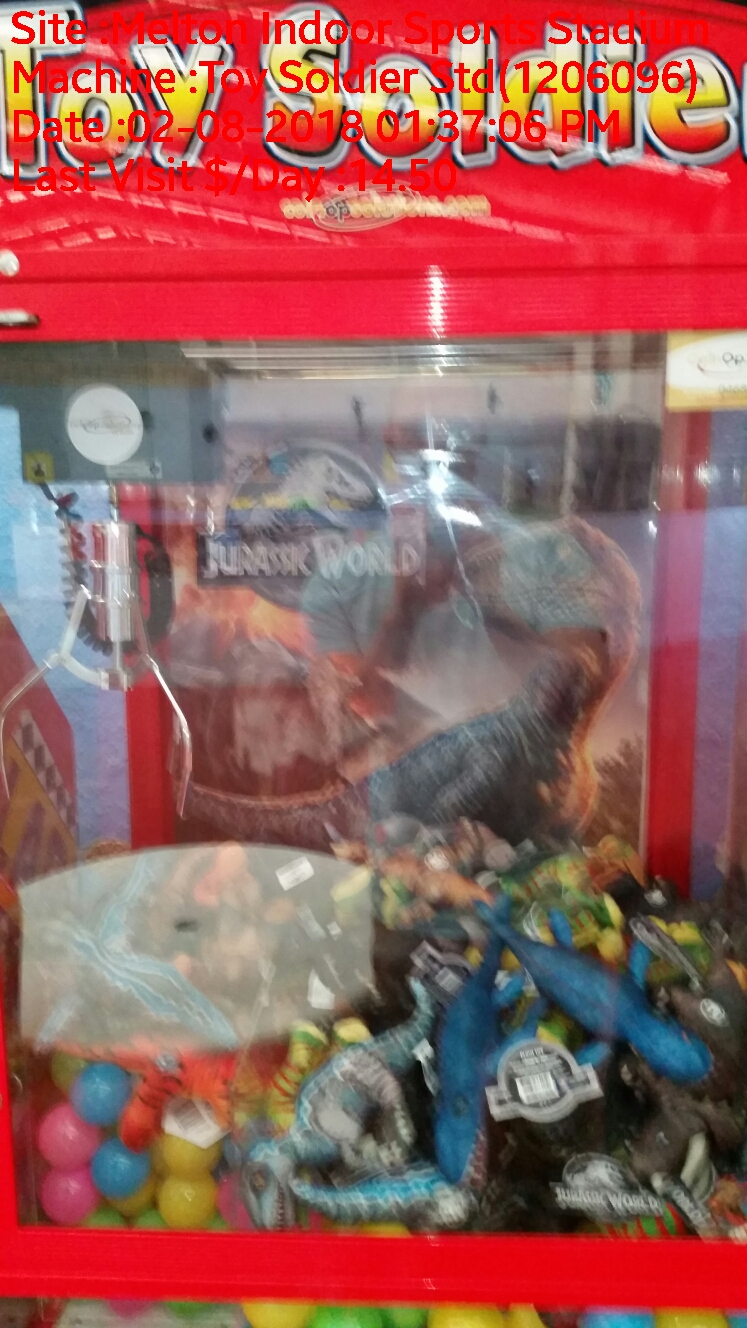 Site :Melton Indoor Sports Stadium
Machine :Toy Soldier Std(1206096)
Date :02-08-2018 01:37:06 PM
Last Visit $/Day :14.50
Toy Soldie
JURASSIC WORLD
JURASSIC WORLD